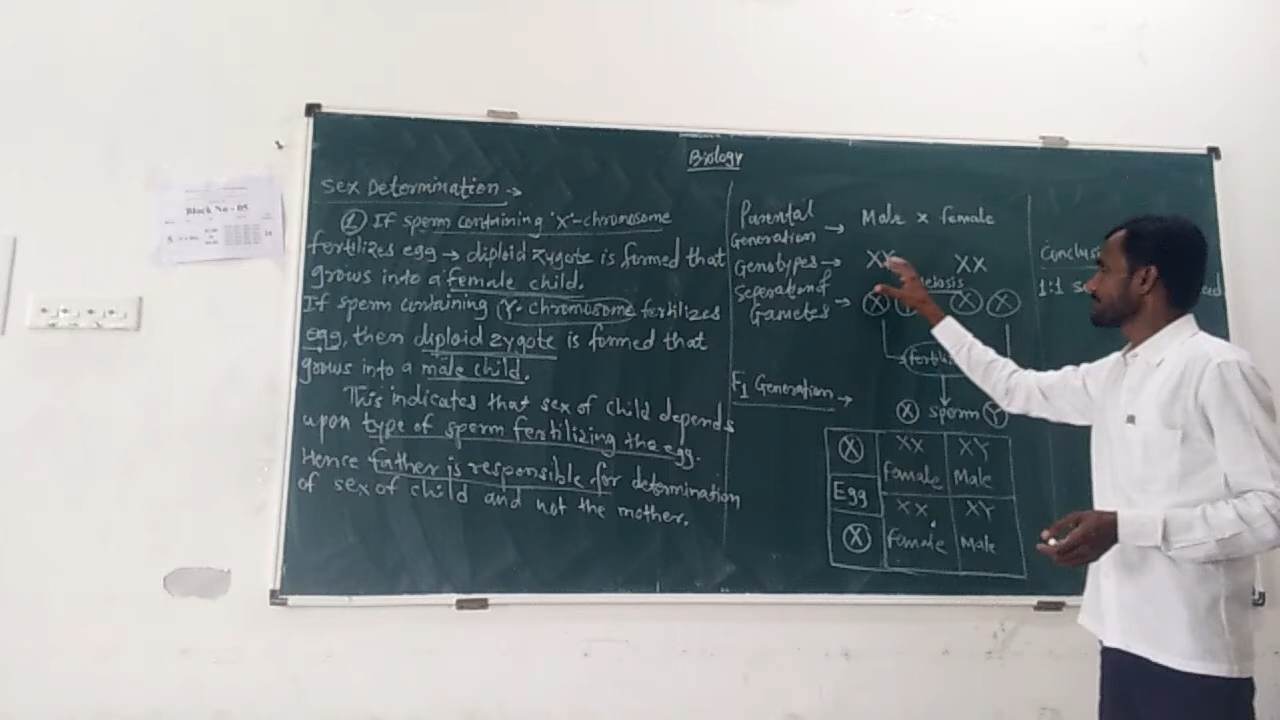 Biology
Sex Determination →
① If sperm containing 'X'-chromosome
fertilizes egg → diploid zygote is formed that
grows into a female child.
If sperm containing (Y-chromosome fertilizes
egg, then diploid zygote is formed that
grows into a male child.
This indicates that sex of child depends
upon type of sperm fertilizing the egg.
Hence father is responsible for determination
of sex of child and not the mother.
Parental
Generation → Male × female
Genotypes → XX
Seperation of
Gametes → X X X
F1 Generation →
X sperm Y
X XX XY
Female Male
Egg XX XY
X Female Male
1:1
Block No - 05